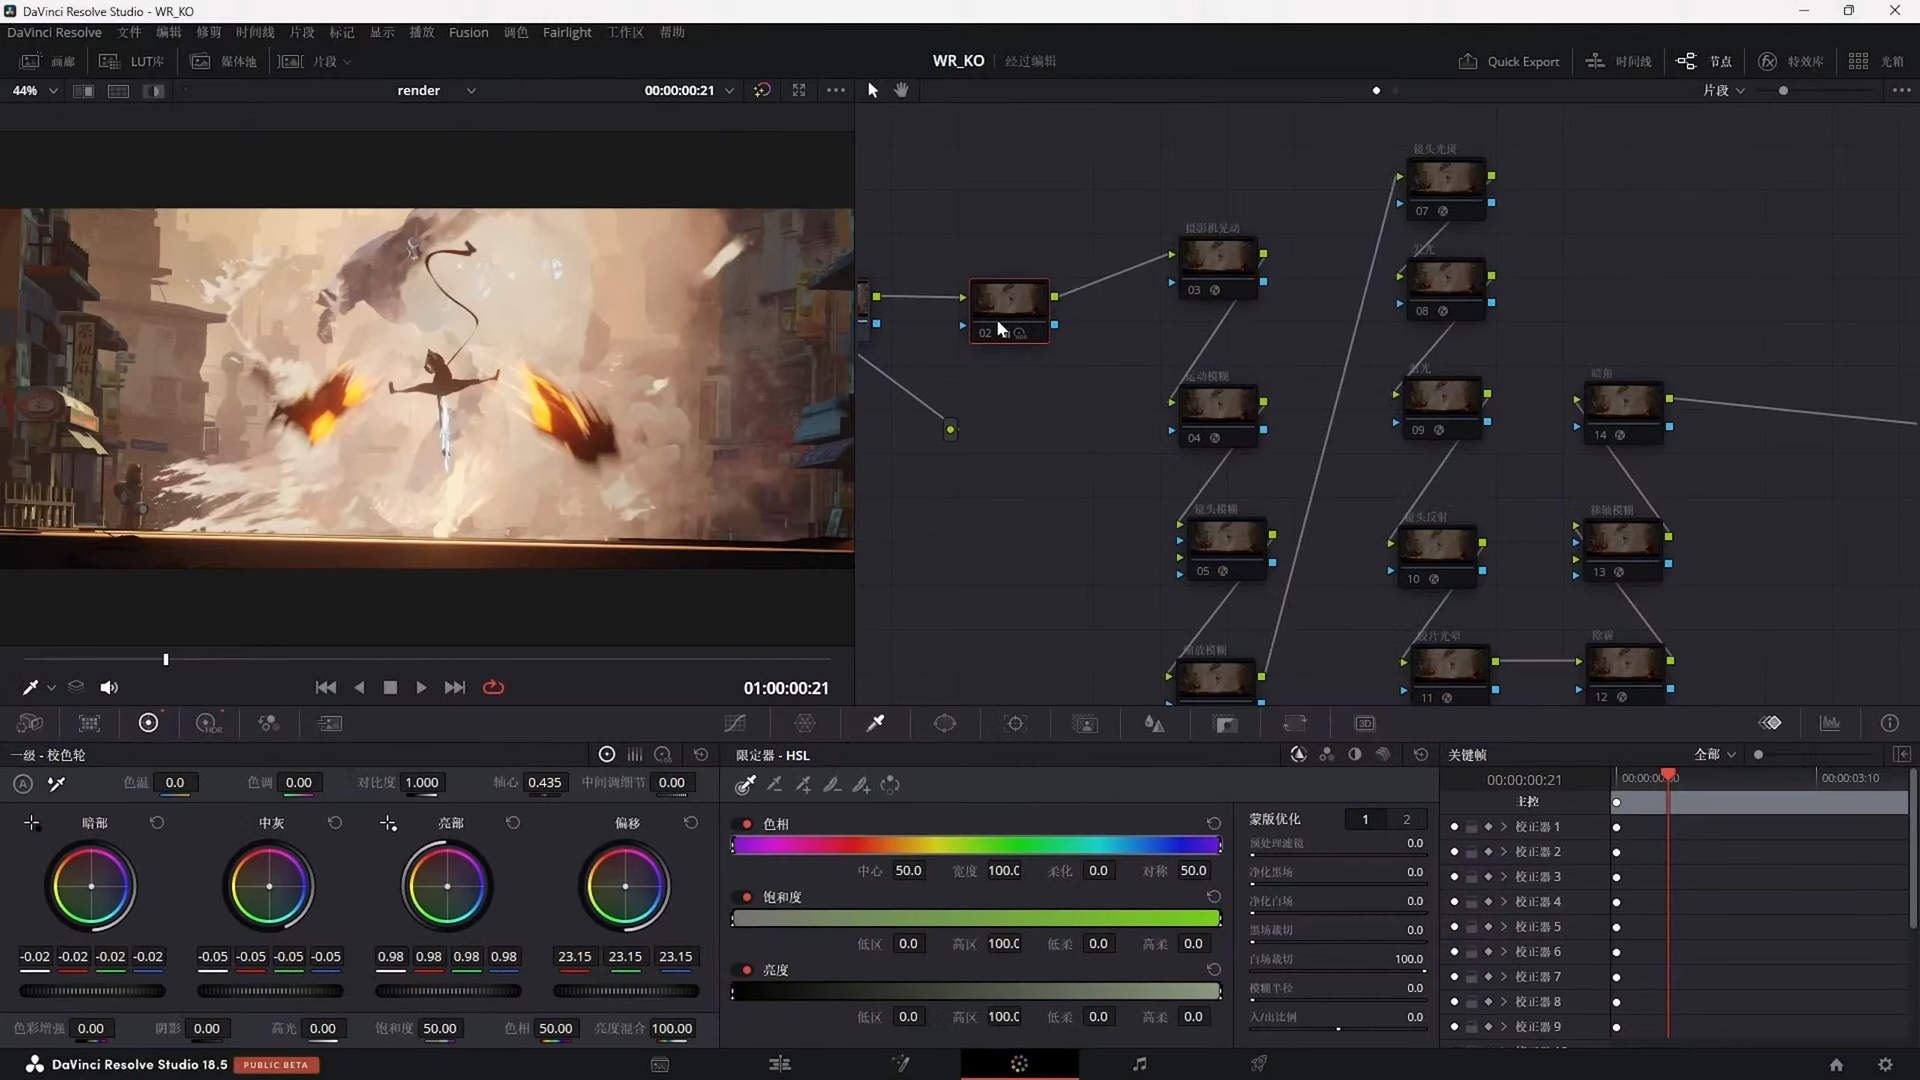 DaVinci Resolve Studio - WR_KO
DaVinci Resolve 文件 编辑 修剪 时间线 片段 标记 显示 播放 Fusion 调色 Fairlight 工作区 帮助
画廊 LUT库 媒体池 片段 WR_KO 经过编辑 Quick Export 时间线 节点 特效库 光箱
44% render 00:00:00:21 片段
镜头光斑
07
摄影机晃动
03
发光
08
02
射光
09
运动模糊
04
暗角
14
镜头模糊
05
镜头反射
10
移轴模糊
13
缩放模糊
胶片光晕
11
除霾
12
01:00:00:21
HDR
3D
一级 - 校色轮
色温 0.0 色调 0.00 对比度 1.000 轴心 0.435 中间调细节 0.00
暗部 中灰 亮部 偏移
-0.02 -0.02 -0.02 -0.02 -0.05 -0.05 -0.05 -0.05 0.98 0.98 0.98 0.98 23.15 23.15 23.15
色彩增强 0.00 阴影 0.00 高光 0.00 饱和度 50.00 色相 50.00 亮度混合 100.00
限定器 - HSL
色相
中心 50.0 宽度 100.0 柔化 0.0 对称 50.0
饱和度
低区 0.0 高区 100.0 低柔 0.0 高柔 0.0
亮度
低区 0.0 高区 100.0 低柔 0.0 高柔 0.0
蒙版优化 1 2
预处理滤镜 0.0
净化黑场 0.0
净化白场 0.0
黑场裁切 0.0
白场裁切 100.0
模糊半径 0.0
入/出比例 0.0
关键帧 全部
00:00:00:21 00:00:03:10
主控
校正器 1
校正器 2
校正器 3
校正器 4
校正器 5
校正器 6
校正器 7
校正器 8
校正器 9
DaVinci Resolve Studio 18.5 PUBLIC BETA